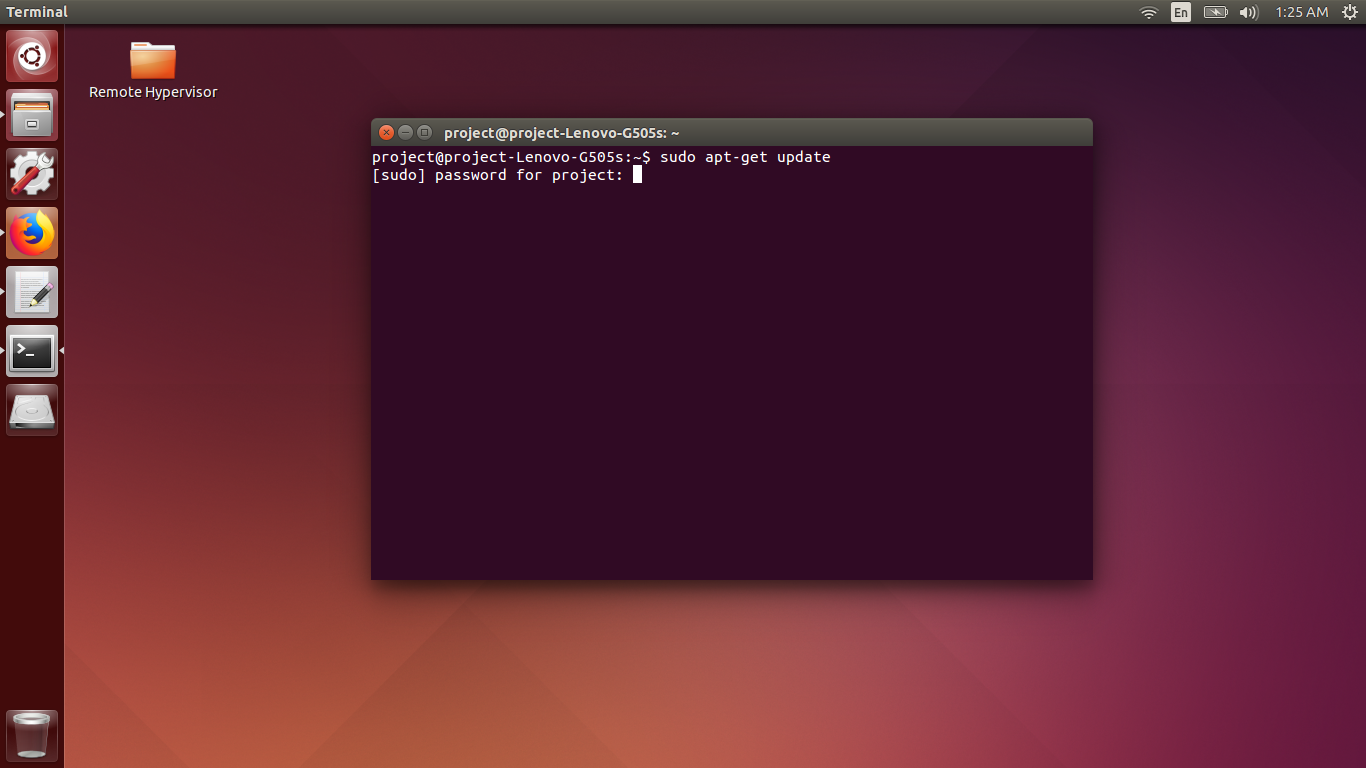 Terminal
En
1:25 AM
Remote Hypervisor
project@project-Lenovo-G505s: ~
project@project-Lenovo-G505s:~$ sudo apt-get update
[sudo] password for project: